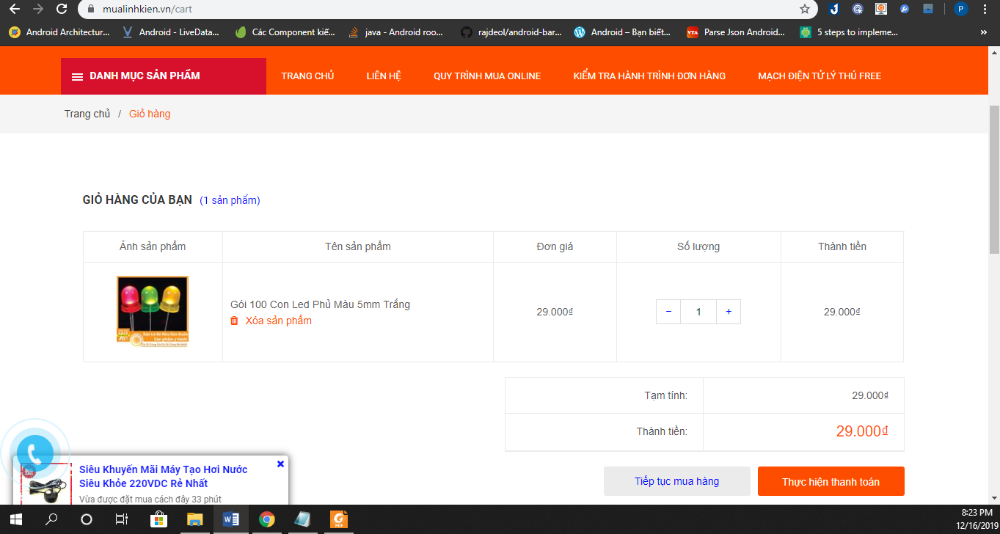 mualinhkien.vn/cart
P
Android Architectur...
Android - LiveData...
Các Component kiế...
java - Android roo...
rajdeol/android-bar...
Android – Bạn biết...
VTA
Parse Json Android...
5 steps to impleme...
»
DANH MỤC SẢN PHẨM
TRANG CHỦ
LIÊN HỆ
QUY TRÌNH MUA ONLINE
KIỂM TRA HÀNH TRÌNH ĐƠN HÀNG
MẠCH ĐIỆN TỬ LÝ THÚ FREE
Trang chủ / Giỏ hàng
GIỎ HÀNG CỦA BẠN (1 sản phẩm)
Ảnh sản phẩm
Tên sản phẩm
Đơn giá
Số lượng
Thành tiền
Gói 100 Con Led Phủ Màu 5mm Trắng
Xóa sản phẩm
29.000₫
− 1 +
29.000₫
Tạm tính:
29.000₫
Thành tiền:
29.000₫
Tiếp tục mua hàng
Thực hiện thanh toán
Siêu Khuyến Mãi Máy Tạo Hơi Nước
Siêu Khỏe 220VDC Rẻ Nhất
Vừa được đặt mua cách đây 33 phút
8:23 PM
12/16/2019